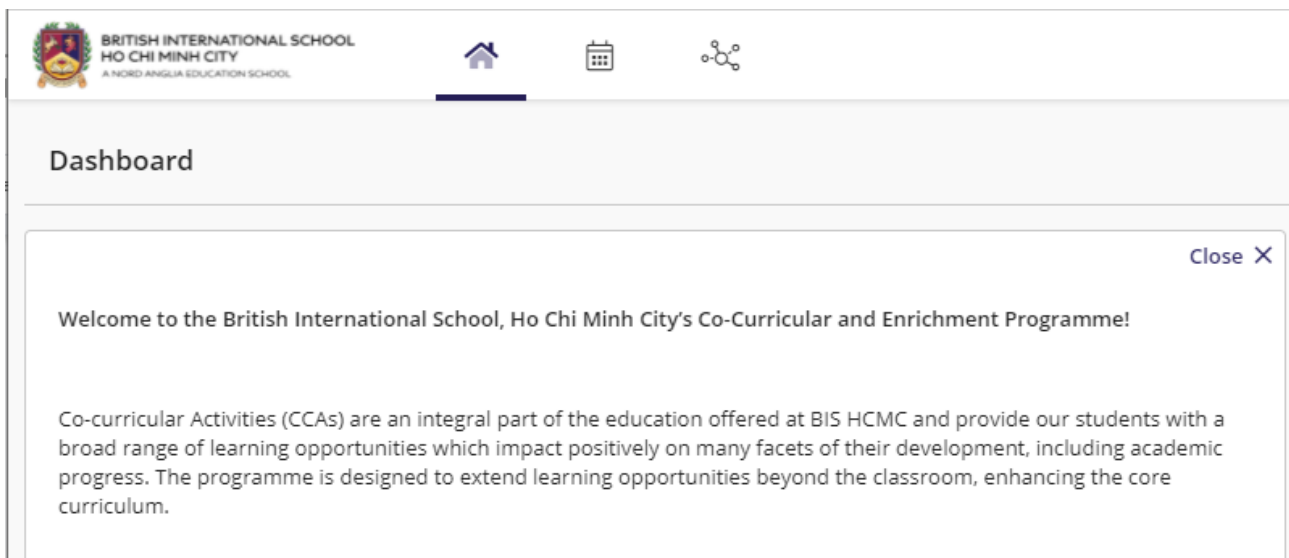 BRITISH INTERNATIONAL SCHOOL
HO CHI MINH CITY
A NORD ANGLIA EDUCATION SCHOOL
Dashboard
Close ×
Welcome to the British International School, Ho Chi Minh City’s Co-Curricular and Enrichment Programme!
Co-curricular Activities (CCAs) are an integral part of the education offered at BIS HCMC and provide our students with a
broad range of learning opportunities which impact positively on many facets of their development, including academic
progress. The programme is designed to extend learning opportunities beyond the classroom, enhancing the core
curriculum.